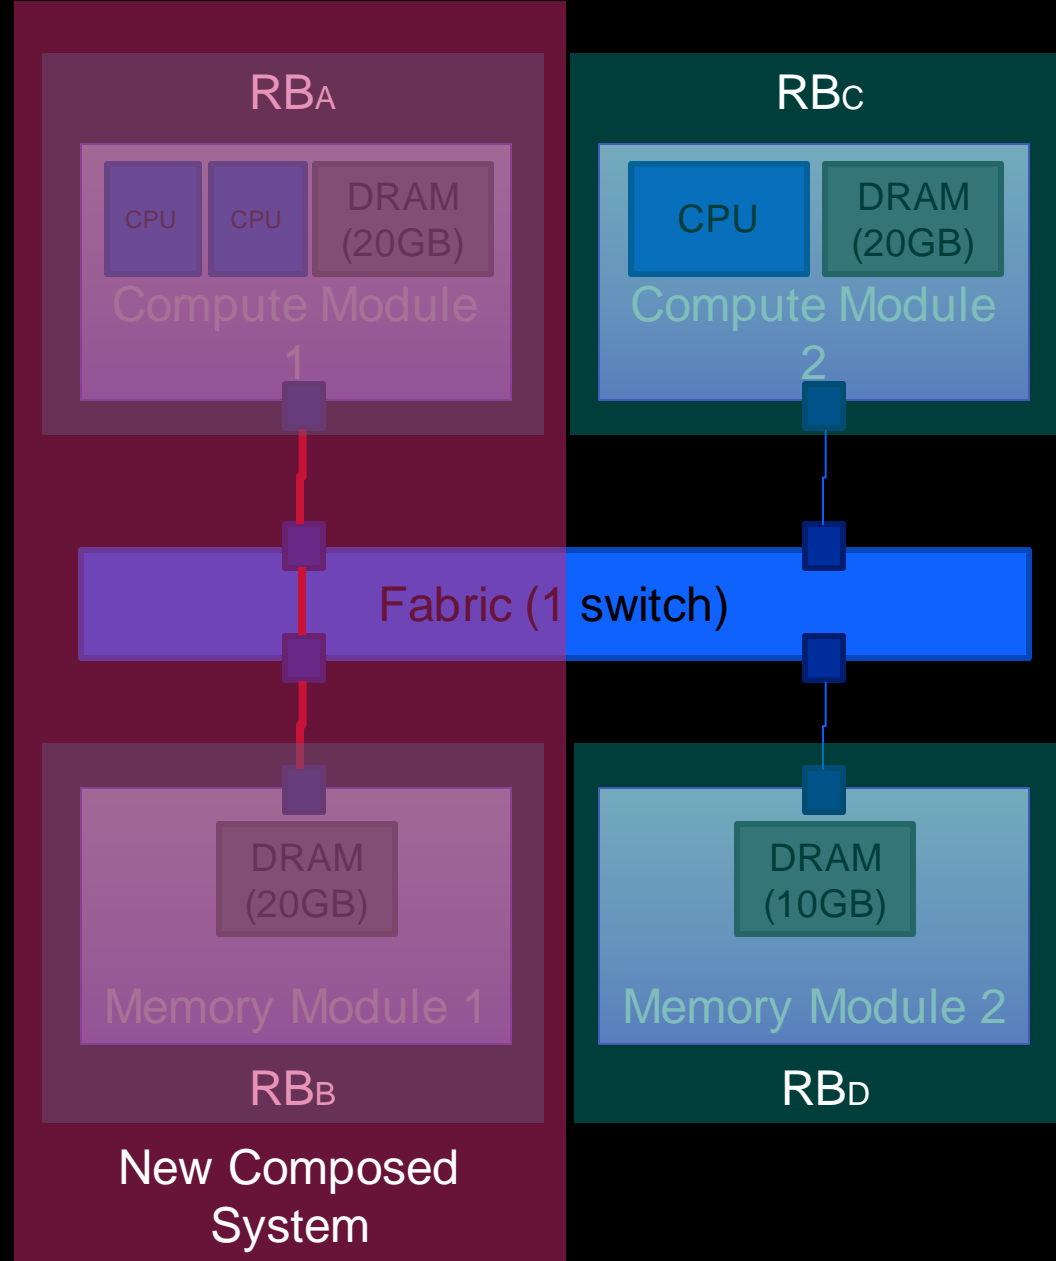 RBA
CPU
CPU
DRAM
(20GB)
Compute Module
1
RBC
CPU
DRAM
(20GB)
Compute Module
2
Fabric (1 switch)
DRAM
(20GB)
Memory Module 1
RBB
DRAM
(10GB)
Memory Module 2
RBD
New Composed
System